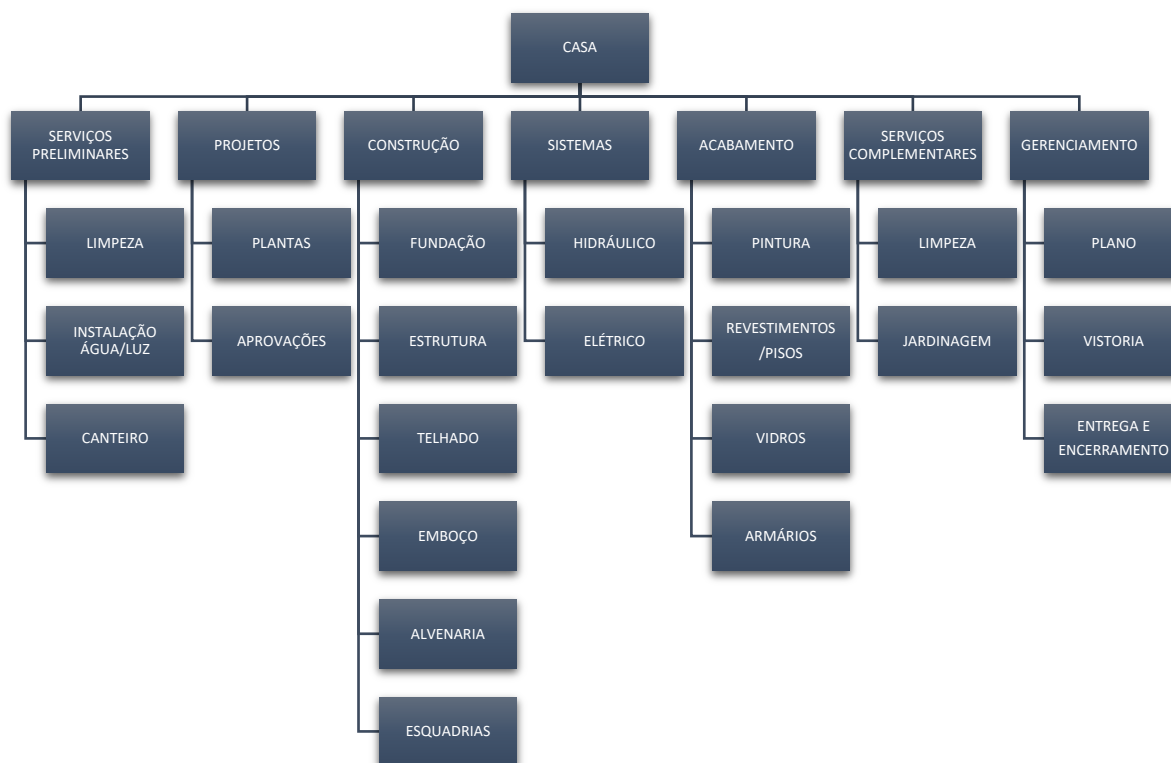 CASA
SERVIÇOS
PRELIMINARES
LIMPEZA
INSTALAÇÃO
ÁGUA/LUZ
CANTEIRO
PROJETOS
PLANTAS
APROVAÇÕES
CONSTRUÇÃO
FUNDAÇÃO
ESTRUTURA
TELHADO
EMBOÇO
ALVENARIA
ESQUADRIAS
SISTEMAS
HIDRÁULICO
ELÉTRICO
ACABAMENTO
PINTURA
REVESTIMENTOS
/PISOS
VIDROS
ARMÁRIOS
SERVIÇOS
COMPLEMENTARES
LIMPEZA
JARDINAGEM
GERENCIAMENTO
PLANO
VISTORIA
ENTREGA E
ENCERRAMENTO